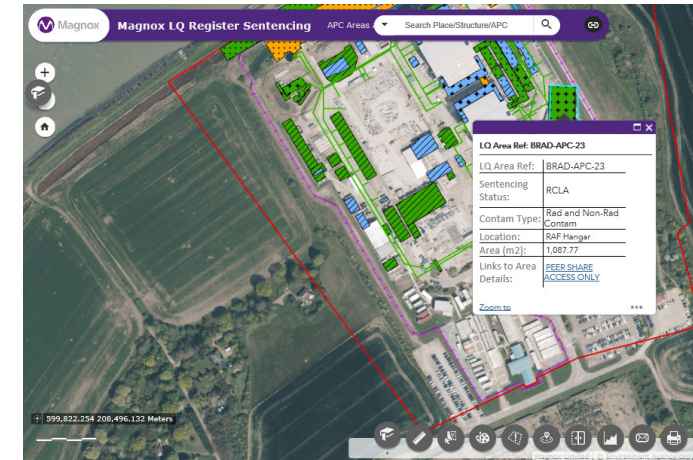 Magnox
Magnox LQ Register Sentencing
APC Areas
Search Place/Structure/APC
LQ Area Ref: BRAD-APC-23
LQ Area Ref: BRAD-APC-23
Sentencing Status: RCLA
Contam Type: Rad and Non-Rad Contam
Location: RAF Hangar
Area (m2): 1,087.77
Links to Area Details: PEER SHARE ACCESS ONLY
Zoom to
599,822.254 208,496.132 Meters